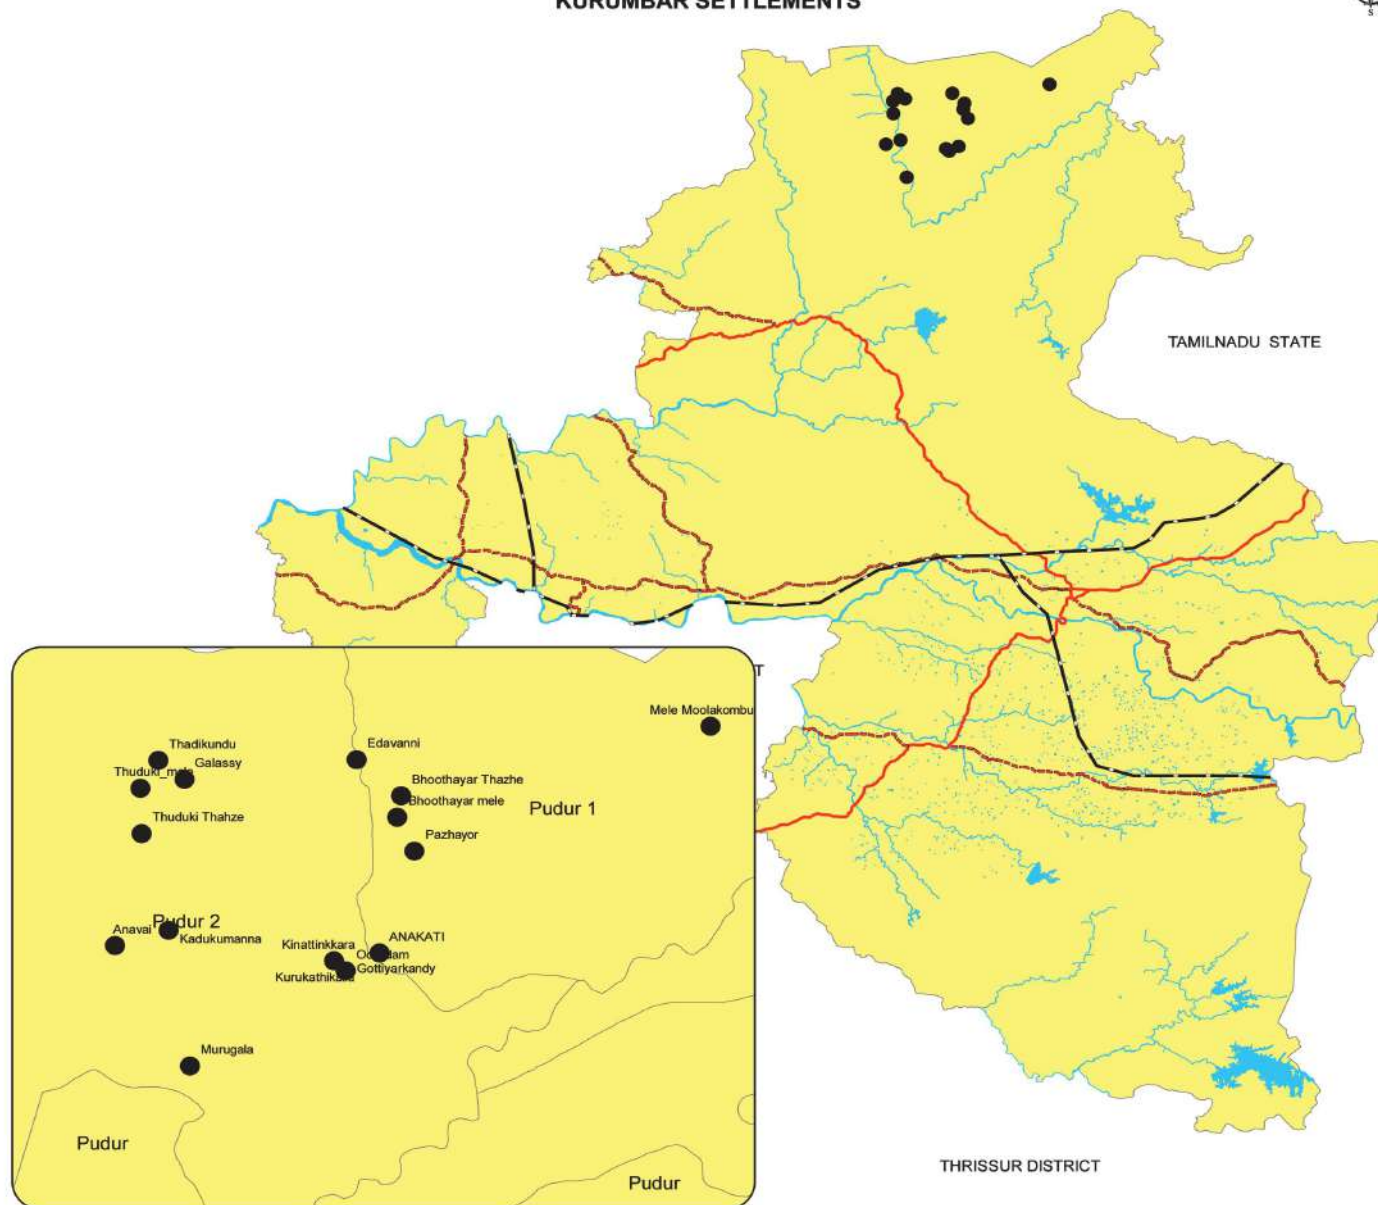 KURUMBAR SETTLEMENTS
S
TAMILNADU STATE
T
Mele Moolakombu
Thadikundu
Edavanni
Galassy
Thuduki_mele
Bhoothayar Thazhe
Bhoothayar mele
Pudur 1
Thuduki Thahze
Pazhayor
Pudur 2
Anavai
Kadukumanna
ANAKATI
Kinattinkkara
Gottiyarkandy
Murugala
Pudur
Pudur
THRISSUR DISTRICT